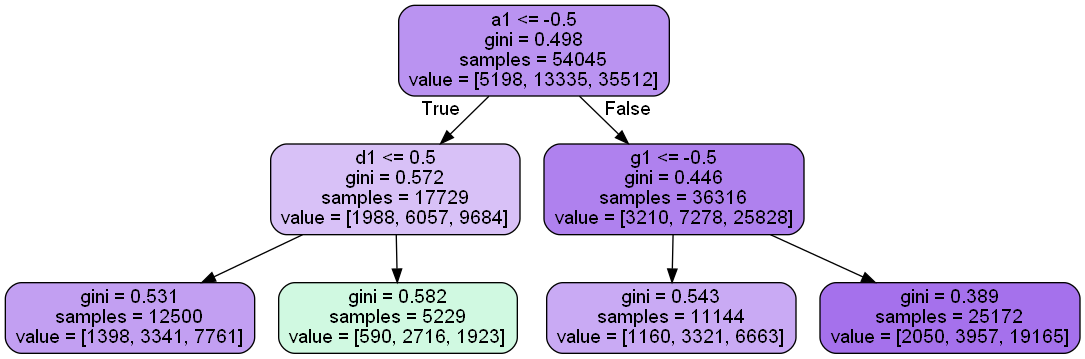 a1 <= -0.5
gini = 0.498
samples = 54045
value = [5198, 13335, 35512]
True
False
d1 <= 0.5
gini = 0.572
samples = 17729
value = [1988, 6057, 9684]
g1 <= -0.5
gini = 0.446
samples = 36316
value = [3210, 7278, 25828]
gini = 0.531
samples = 12500
value = [1398, 3341, 7761]
gini = 0.582
samples = 5229
value = [590, 2716, 1923]
gini = 0.543
samples = 11144
value = [1160, 3321, 6663]
gini = 0.389
samples = 25172
value = [2050, 3957, 19165]